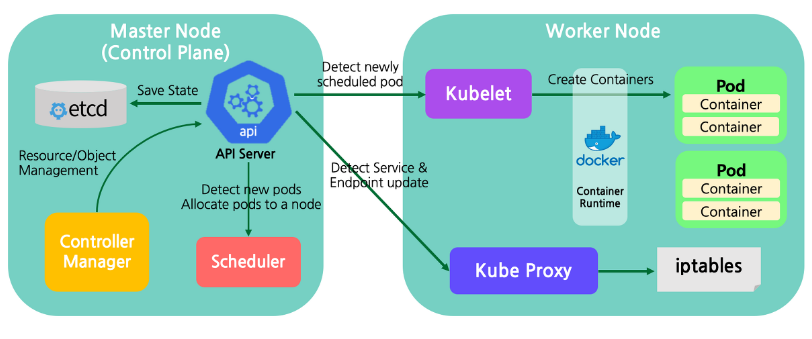 Master Node
(Control Plane)
etcd
Save State
api
API Server
Resource/Object
Management
Detect new pods
Allocate pods to a node
Controller
Manager
Scheduler
Detect newly
scheduled pod
Detect Service &
Endpoint update
Worker Node
Kubelet
Create Containers
docker
Container
Runtime
Pod
Container
Container
Pod
Container
Container
Kube Proxy
iptables